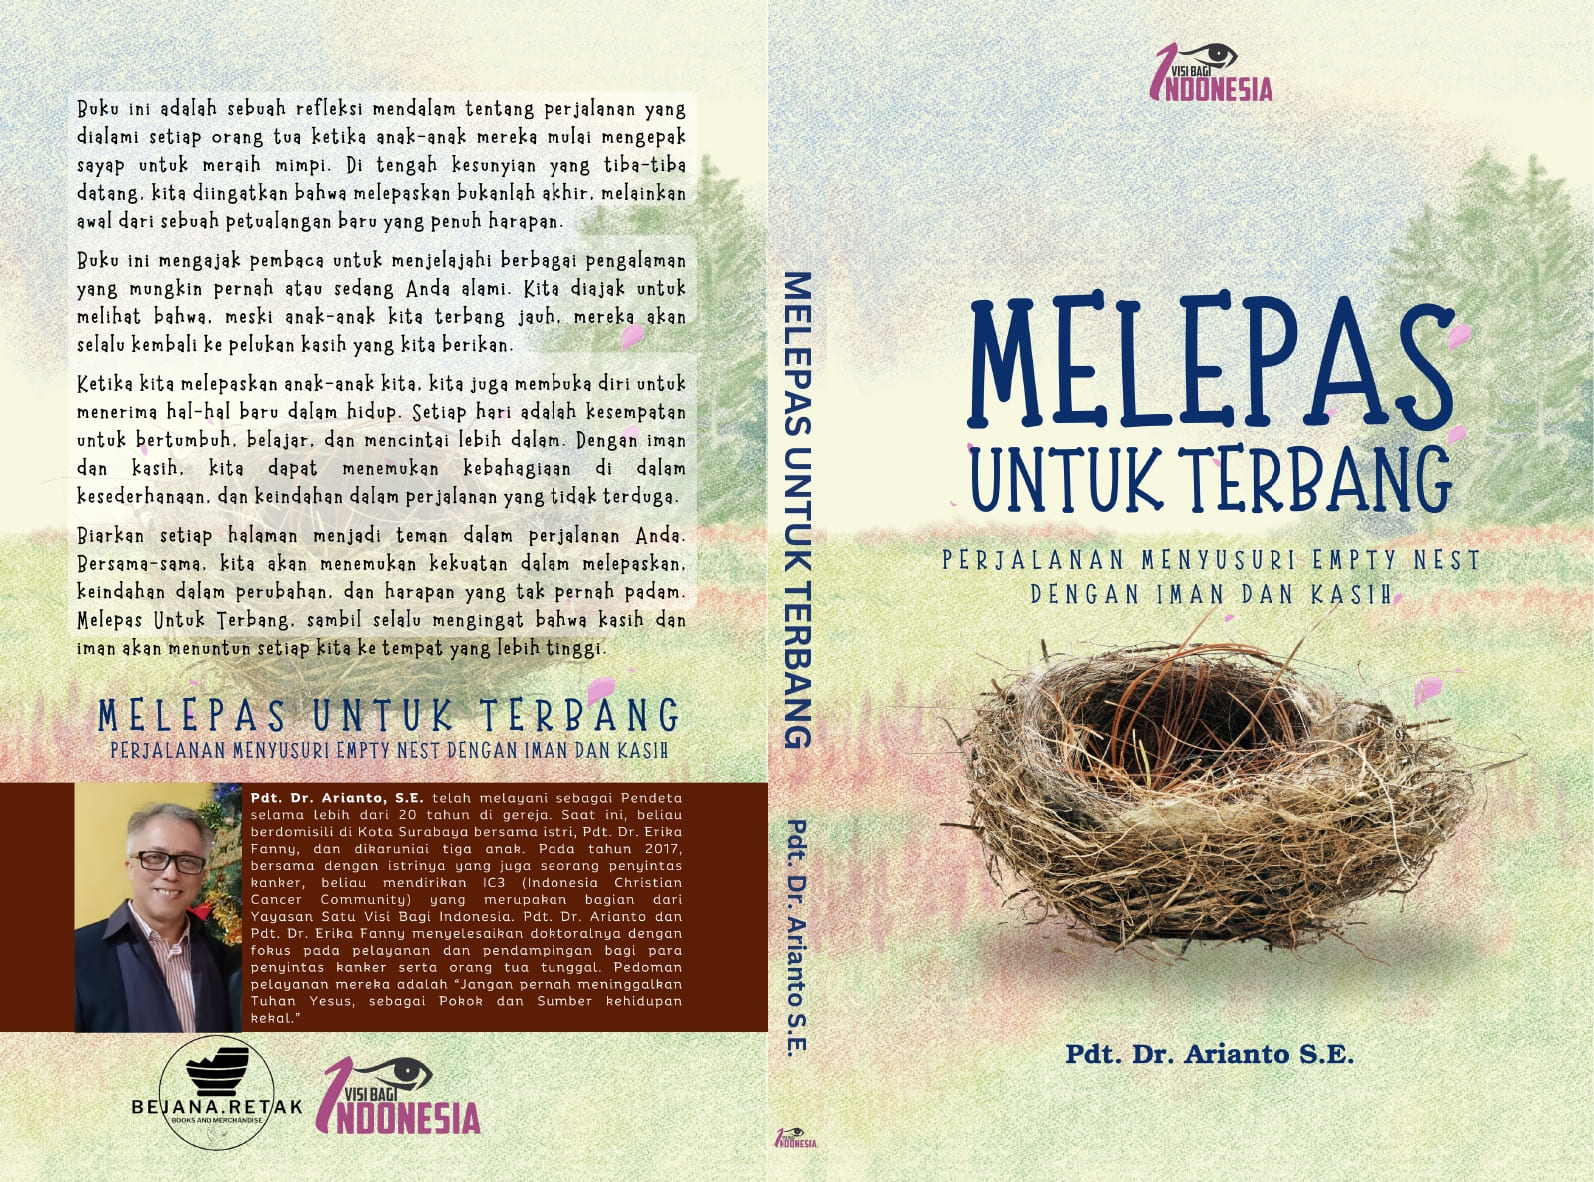 Buku ini adalah sebuah refleksi mendalam tentang perjalanan yang
dialami setiap orang tua ketika anak-anak mereka mulai mengepak
sayap untuk meraih mimpi. Di tengah kesunyian yang tiba-tiba
datang, kita diingatkan bahwa melepaskan bukanlah akhir, melainkan
awal dari sebuah petualangan baru yang penuh harapan.
Buku ini mengajak pembaca untuk menjelajahi berbagai pengalaman
yang mungkin pernah atau sedang Anda alami. Kita diajak untuk
melihat bahwa, meski anak-anak kita terbang jauh, mereka akan
selalu kembali ke pelukan kasih yang kita berikan.
Ketika kita melepaskan anak-anak kita, kita juga membuka diri untuk
menerima hal-hal baru dalam hidup. Setiap hari adalah kesempatan
untuk bertumbuh, belajar, dan mencintai lebih dalam. Dengan iman
dan kasih, kita dapat menemukan kebahagiaan di dalam
kesederhanaan, dan keindahan dalam perjalanan yang tidak terduga.
Biarkan setiap halaman menjadi teman dalam perjalanan Anda.
Bersama-sama, kita akan menemukan kekuatan dalam melepaskan,
keindahan dalam perubahan, dan harapan yang tak pernah padam.
Melepas Untuk Terbang, sambil selalu mengingat bahwa kasih dan
iman akan menuntun setiap kita ke tempat yang lebih tinggi.
MELEPAS UNTUK TERBANG
PERJALANAN MENYUSURI EMPTY NEST DENGAN IMAN DAN KASIH
Pdt. Dr. Arianto, S.E. telah melayani sebagai Pendeta
selama lebih dari 20 tahun di gereja. Saat ini, beliau
berdomisili di Kota Surabaya bersama istri, Pdt. Dr. Erika
Fanny, dan dikaruniai tiga anak. Pada tahun 2017,
bersama dengan istrinya yang juga seorang penyintas
kanker, beliau mendirikan IC3 (Indonesia Christian
Cancer Community) yang merupakan bagian dari
Yayasan Satu Visi Bagi Indonesia. Pdt. Dr. Arianto dan
Pdt. Dr. Erika Fanny menyelesaikan doktoralnya dengan
fokus pada pelayanan dan pendampingan bagi para
penyintas kanker serta orang tua tunggal. Pedoman
pelayanan mereka adalah “Jangan pernah meninggalkan
Tuhan Yesus, sebagai Pokok dan Sumber kehidupan
kekal.”
BEJANA.RETAK
BOOKS AND MERCHANDISE
1 VISI BAGI
INDONESIA
MELEPAS UNTUK TERBANG
Pdt. Dr. Arianto S.E.
1 VISI BAGI
INDONESIA
1 VISI BAGI
INDONESIA
MELEPAS
UNTUK TERBANG
PERJALANAN MENYUSURI EMPTY NEST
DENGAN IMAN DAN KASIH
Pdt. Dr. Arianto S.E.